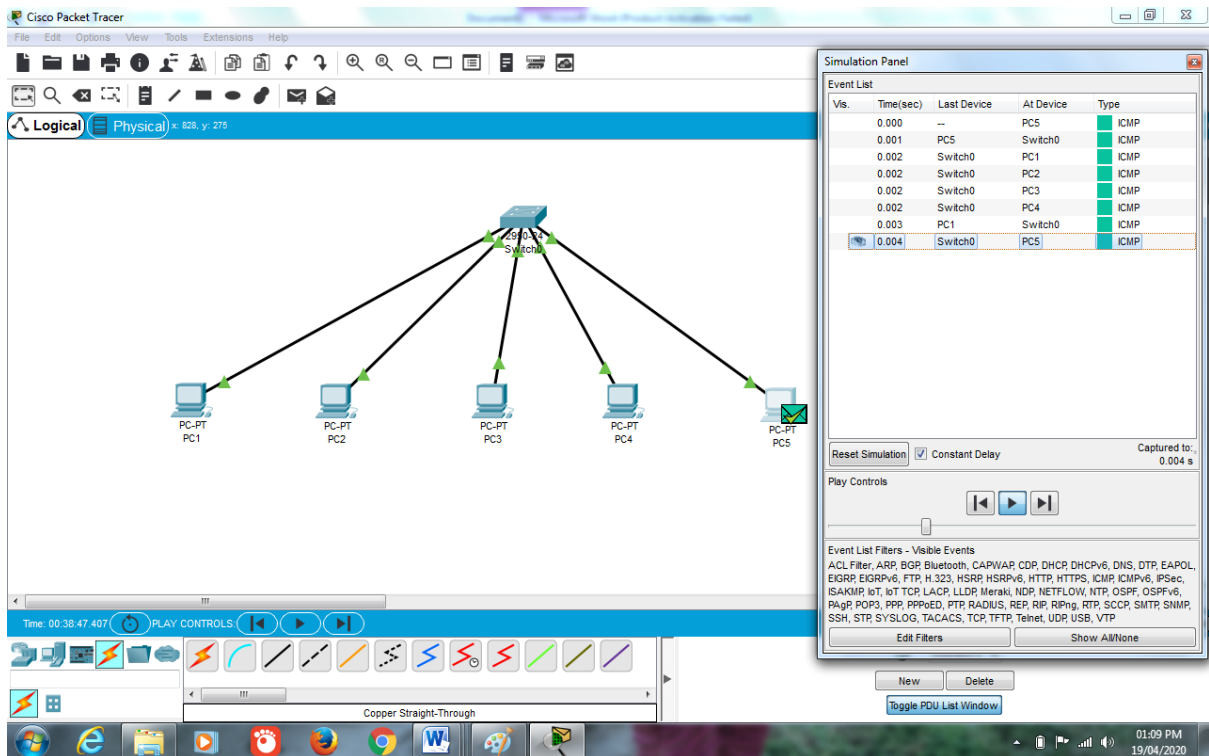 Cisco Packet Tracer
File Edit Options View Tools Extensions Help
Logical Physical x: 828, y: 275
2950-24
Switch0
PC-PT
PC1
PC-PT
PC2
PC-PT
PC3
PC-PT
PC4
PC-PT
PC5
Time: 00:38:47.407 PLAY CONTROLS:
Copper Straight-Through
Simulation Panel
Event List
Vis. Time(sec) Last Device At Device Type
0.000 -- PC5 ICMP
0.001 PC5 Switch0 ICMP
0.002 Switch0 PC1 ICMP
0.002 Switch0 PC2 ICMP
0.002 Switch0 PC3 ICMP
0.002 Switch0 PC4 ICMP
0.003 PC1 Switch0 ICMP
0.004 Switch0 PC5 ICMP
Reset Simulation Constant Delay
Captured to:
0.004 s
Play Controls
Event List Filters - Visible Events
ACL Filter, ARP, BGP, Bluetooth, CAPWAP, CDP, DHCP, DHCPv6, DNS, DTP, EAPOL,
EIGRP, EIGRPv6, FTP, H.323, HSRP, HSRPv6, HTTP, HTTPS, ICMP, ICMPv6, IPSec,
ISAKMP, IoT, IoT TCP, LACP, LLDP, Meraki, NDP, NETFLOW, NTP, OSPF, OSPFv6,
PAgP, POP3, PPP, PPPoED, PTP, RADIUS, REP, RIP, RIPng, RTP, SCCP, SMTP, SNMP,
SSH, STP, SYSLOG, TACACS, TCP, TFTP, Telnet, UDP, USB, VTP
Edit Filters Show All/None
New Delete
Toggle PDU List Window
01:09 PM
19/04/2020